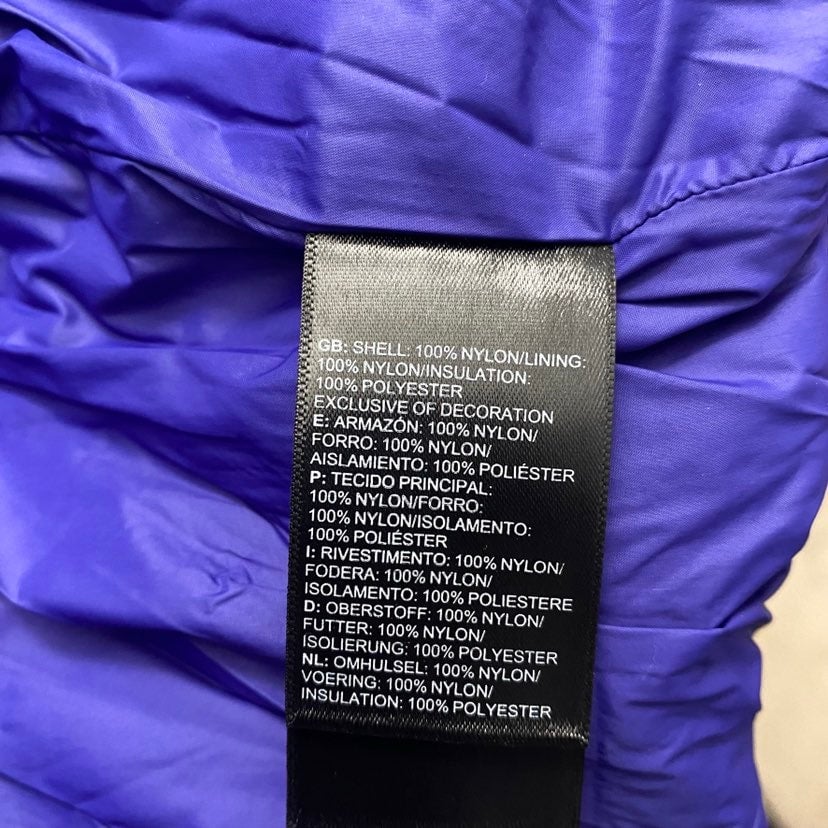 GB: SHELL: 100% NYLON/LINING:
100% NYLON/INSULATION:
100% POLYESTER
EXCLUSIVE OF DECORATION
E: ARMAZÓN: 100% NYLON/
FORRO: 100% NYLON/
AISLAMIENTO: 100% POLIÉSTER
P: TECIDO PRINCIPAL:
100% NYLON/FORRO:
100% NYLON/ISOLAMENTO:
100% POLIÉSTER
I: RIVESTIMENTO: 100% NYLON/
FODERA: 100% NYLON/
ISOLAMENTO: 100% POLIESTERE
D: OBERSTOFF: 100% NYLON/
FUTTER: 100% NYLON/
ISOLIERUNG: 100% POLYESTER
NL: OMHULSEL: 100% NYLON/
VOERING: 100% NYLON/
INSULATION: 100% POLYESTER